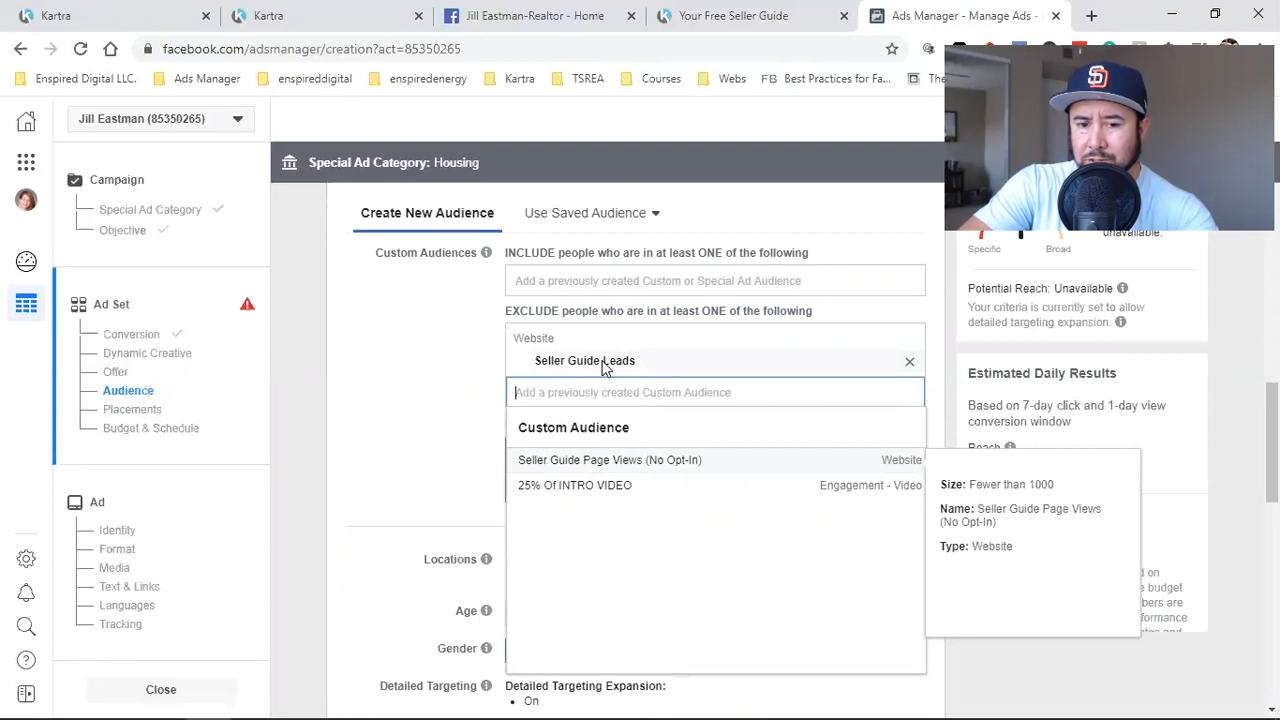 Kartra
Kartra
Jill Eastman-Realtor - Home
Your Free Seller Guide
Ads Manager - Manage Ads -
facebook.com/adsmanager/creation?act=85350265
Enspired Digital LLC.
Ads Manager
enspireddigital
enspiredenergy
Kartra
TSREA
Courses
Webs
FB Best Practices for Fa...
Jill Eastman (85350265)
Special Ad Category: Housing
Campaign
Special Ad Category
Objective
Ad Set
Conversion
Dynamic Creative
Offer
Audience
Placements
Budget & Schedule
Ad
Identity
Format
Media
Text & Links
Languages
Tracking
Close
Create New Audience
Use Saved Audience
Custom Audiences
INCLUDE people who are in at least ONE of the following
Add a previously created Custom or Special Ad Audience
EXCLUDE people who are in at least ONE of the following
Website
Seller Guide Leads
Add a previously created Custom Audience
Custom Audience
Seller Guide Page Views (No Opt-In) Website
25% Of INTRO VIDEO Engagement - Video
Size: Fewer than 1000
Name: Seller Guide Page Views
(No Opt-In)
Type: Website
Locations
Age
Gender
Detailed Targeting
Detailed Targeting Expansion:
• On
SD
unavailable.
Specific
Broad
Potential Reach: Unavailable
Your criteria is currently set to allow
detailed targeting expansion.
Estimated Daily Results
Based on 7-day click and 1-day view
conversion window
Reach